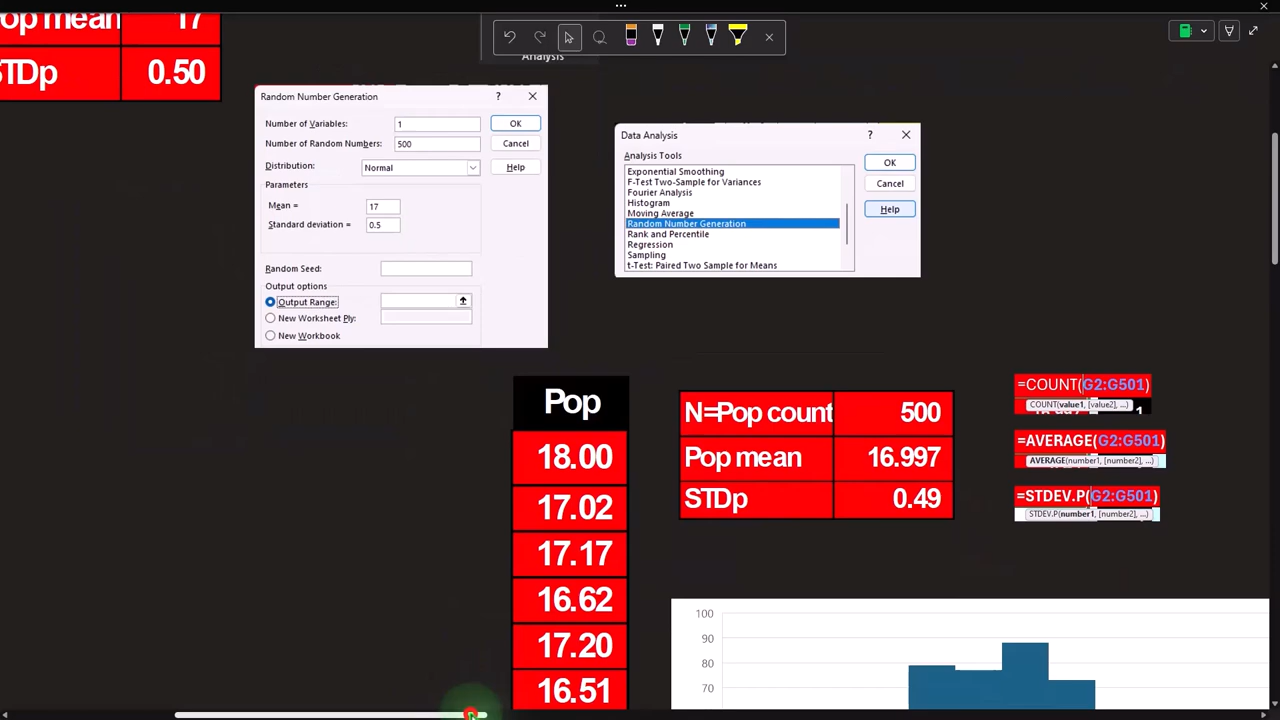 Pop mean 17
STDp 0.50
Analysis
Random Number Generation ?
Number of Variables: 1 OK
Number of Random Numbers: 500 Cancel
Distribution: Normal Help
Parameters
Mean = 17
Standard deviation = 0.5
Random Seed:
Output options
Output Range:
New Worksheet Ply:
New Workbook
Data Analysis ?
Analysis Tools
Exponential Smoothing
F-Test Two-Sample for Variances
Fourier Analysis
Histogram
Moving Average
Random Number Generation
Rank and Percentile
Regression
Sampling
t-Test: Paired Two Sample for Means
OK
Cancel
Help
Pop
18.00
17.02
17.17
16.62
17.20
16.51
N=Pop count 500
Pop mean 16.997
STDp 0.49
=COUNT(G2:G501)
COUNT(value1, [value2], ...)
=AVERAGE(G2:G501)
AVERAGE(number1, [number2], ...)
=STDEV.P(G2:G501)
STDEV.P(number1, [number2], ...)
100
90
80
70